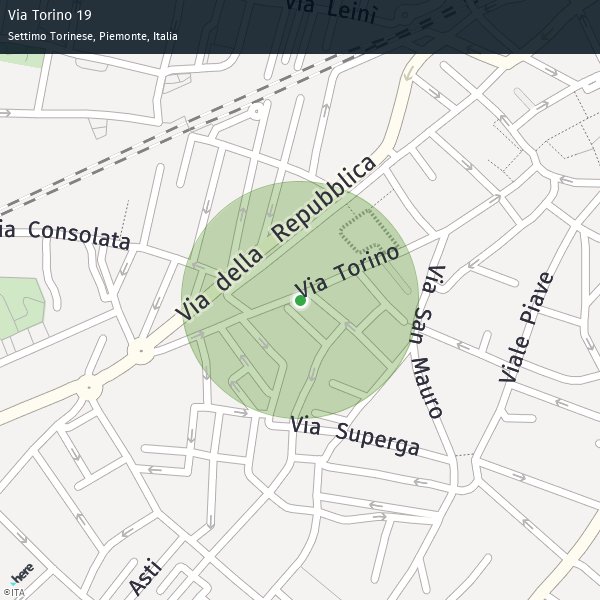 Via Torino 19
Settimo Torinese, Piemonte, Italia
Via Leini
Via della Repubblica
ia Consolata
Via Torino
Via San Mauro
Viale Piave
Via Superga
Asti
here
©ITA